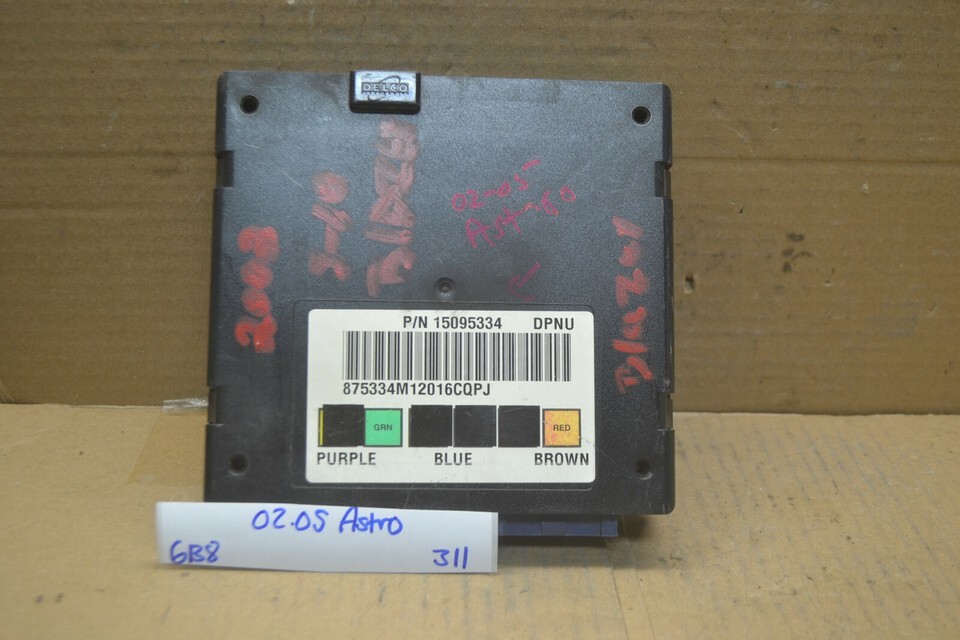 DELCO
2003
S-10
Blazer
02-05
Astro
Blazer
P/N 15095334 DPNU
875334M12016CQPJ
GRN RED
PURPLE BLUE BROWN
02-05 Astro
6B8 311